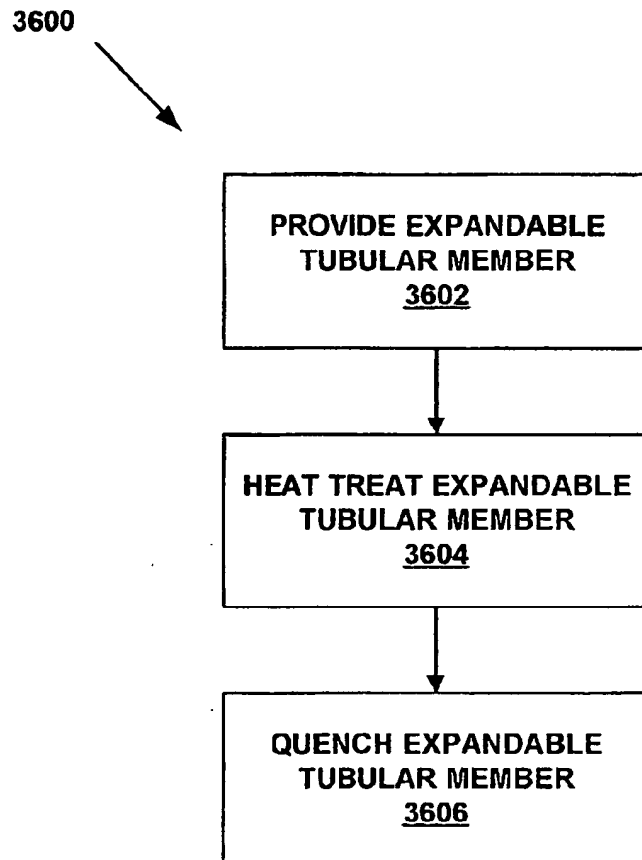 3600
PROVIDE EXPANDABLE
TUBULAR MEMBER
3602
HEAT TREAT EXPANDABLE
TUBULAR MEMBER
3604
QUENCH EXPANDABLE
TUBULAR MEMBER
3606